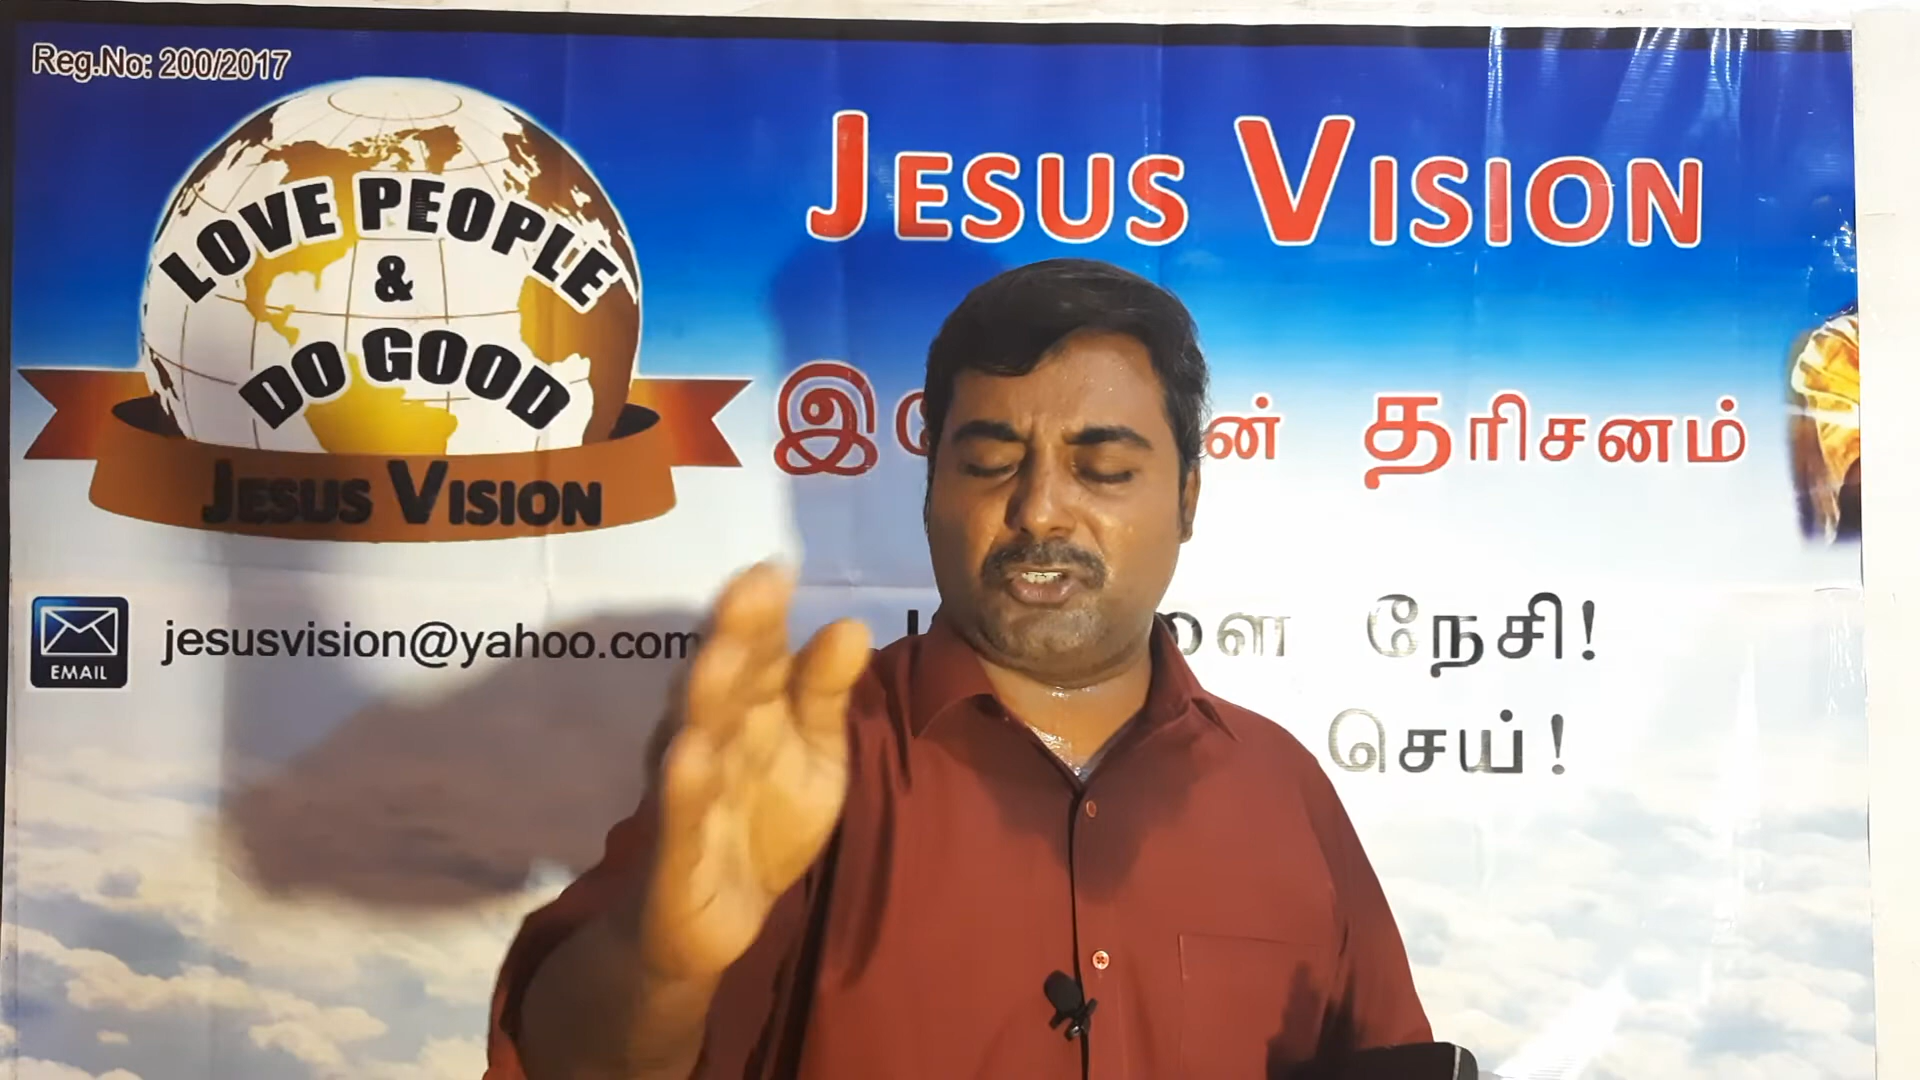 Reg.No: 200/2017
LOVE PEOPLE
&
DO GOOD
JESUS VISION
JESUS VISION
தரிசனம்
EMAIL
jesusvision@yahoo.com
நேசி!
செய்!